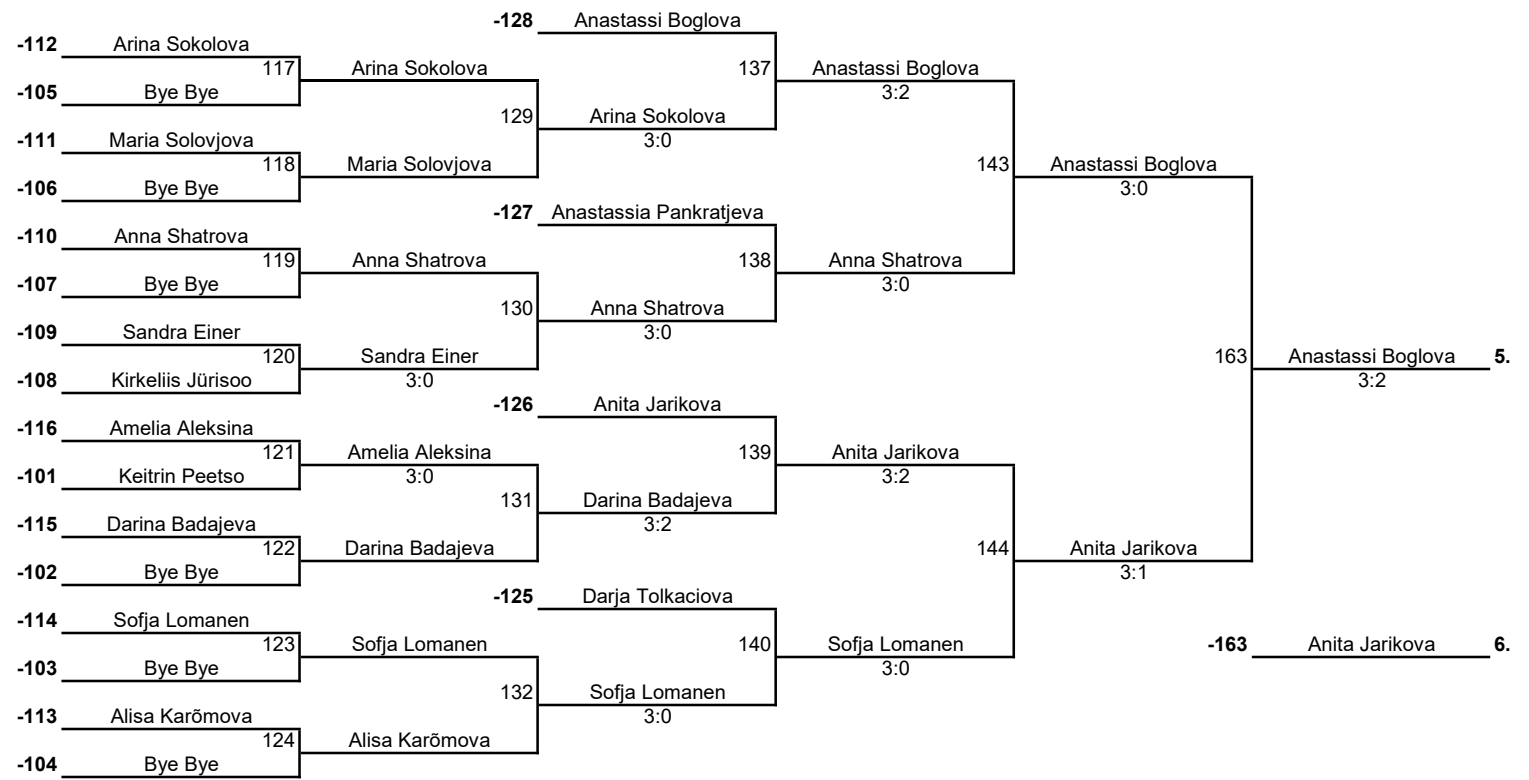 -128 Anastassi Boglova
-112 Arina Sokolova
117 Arina Sokolova 137 Anastassi Boglova
-105 Bye Bye 3:2
129 Arina Sokolova
-111 Maria Solovjova 3:0
118 Maria Solovjova 143 Anastassi Boglova
-106 Bye Bye 3:0
-127 Anastassia Pankratjeva
-110 Anna Shatrova
119 Anna Shatrova 138 Anna Shatrova
-107 Bye Bye 3:0
130 Anna Shatrova
-109 Sandra Einer 3:0
120 Sandra Einer 163 Anastassi Boglova 5.
-108 Kirkeliis Jürisoo 3:0 3:2
-126 Anita Jarikova
-116 Amelia Aleksina
121 Amelia Aleksina 139 Anita Jarikova
-101 Keitrin Peetso 3:0 3:2
131 Darina Badajeva
-115 Darina Badajeva 3:2
122 Darina Badajeva 144 Anita Jarikova
-102 Bye Bye 3:1
-125 Darja Tolkaciova
-114 Sofja Lomanen
123 Sofja Lomanen 140 Sofja Lomanen -163 Anita Jarikova 6.
-103 Bye Bye 3:0
132 Sofja Lomanen
-113 Alisa Karõmova 3:0
124 Alisa Karõmova
-104 Bye Bye